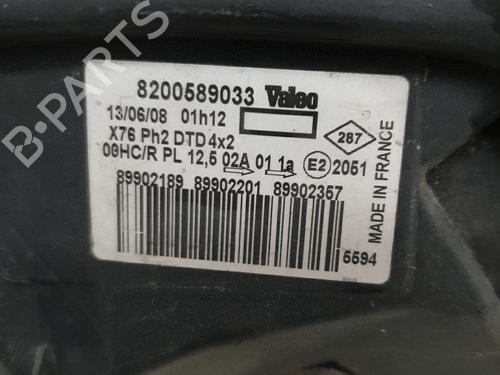 8200589033 Valeo
13/06/08 01h12
X76 Ph2 DTD 4x2
00HC/R PL 12,5 02A 01 1a E2 2051
287
89902189 89902201 89902357
5594
MADE IN FRANCE
B-PARTS